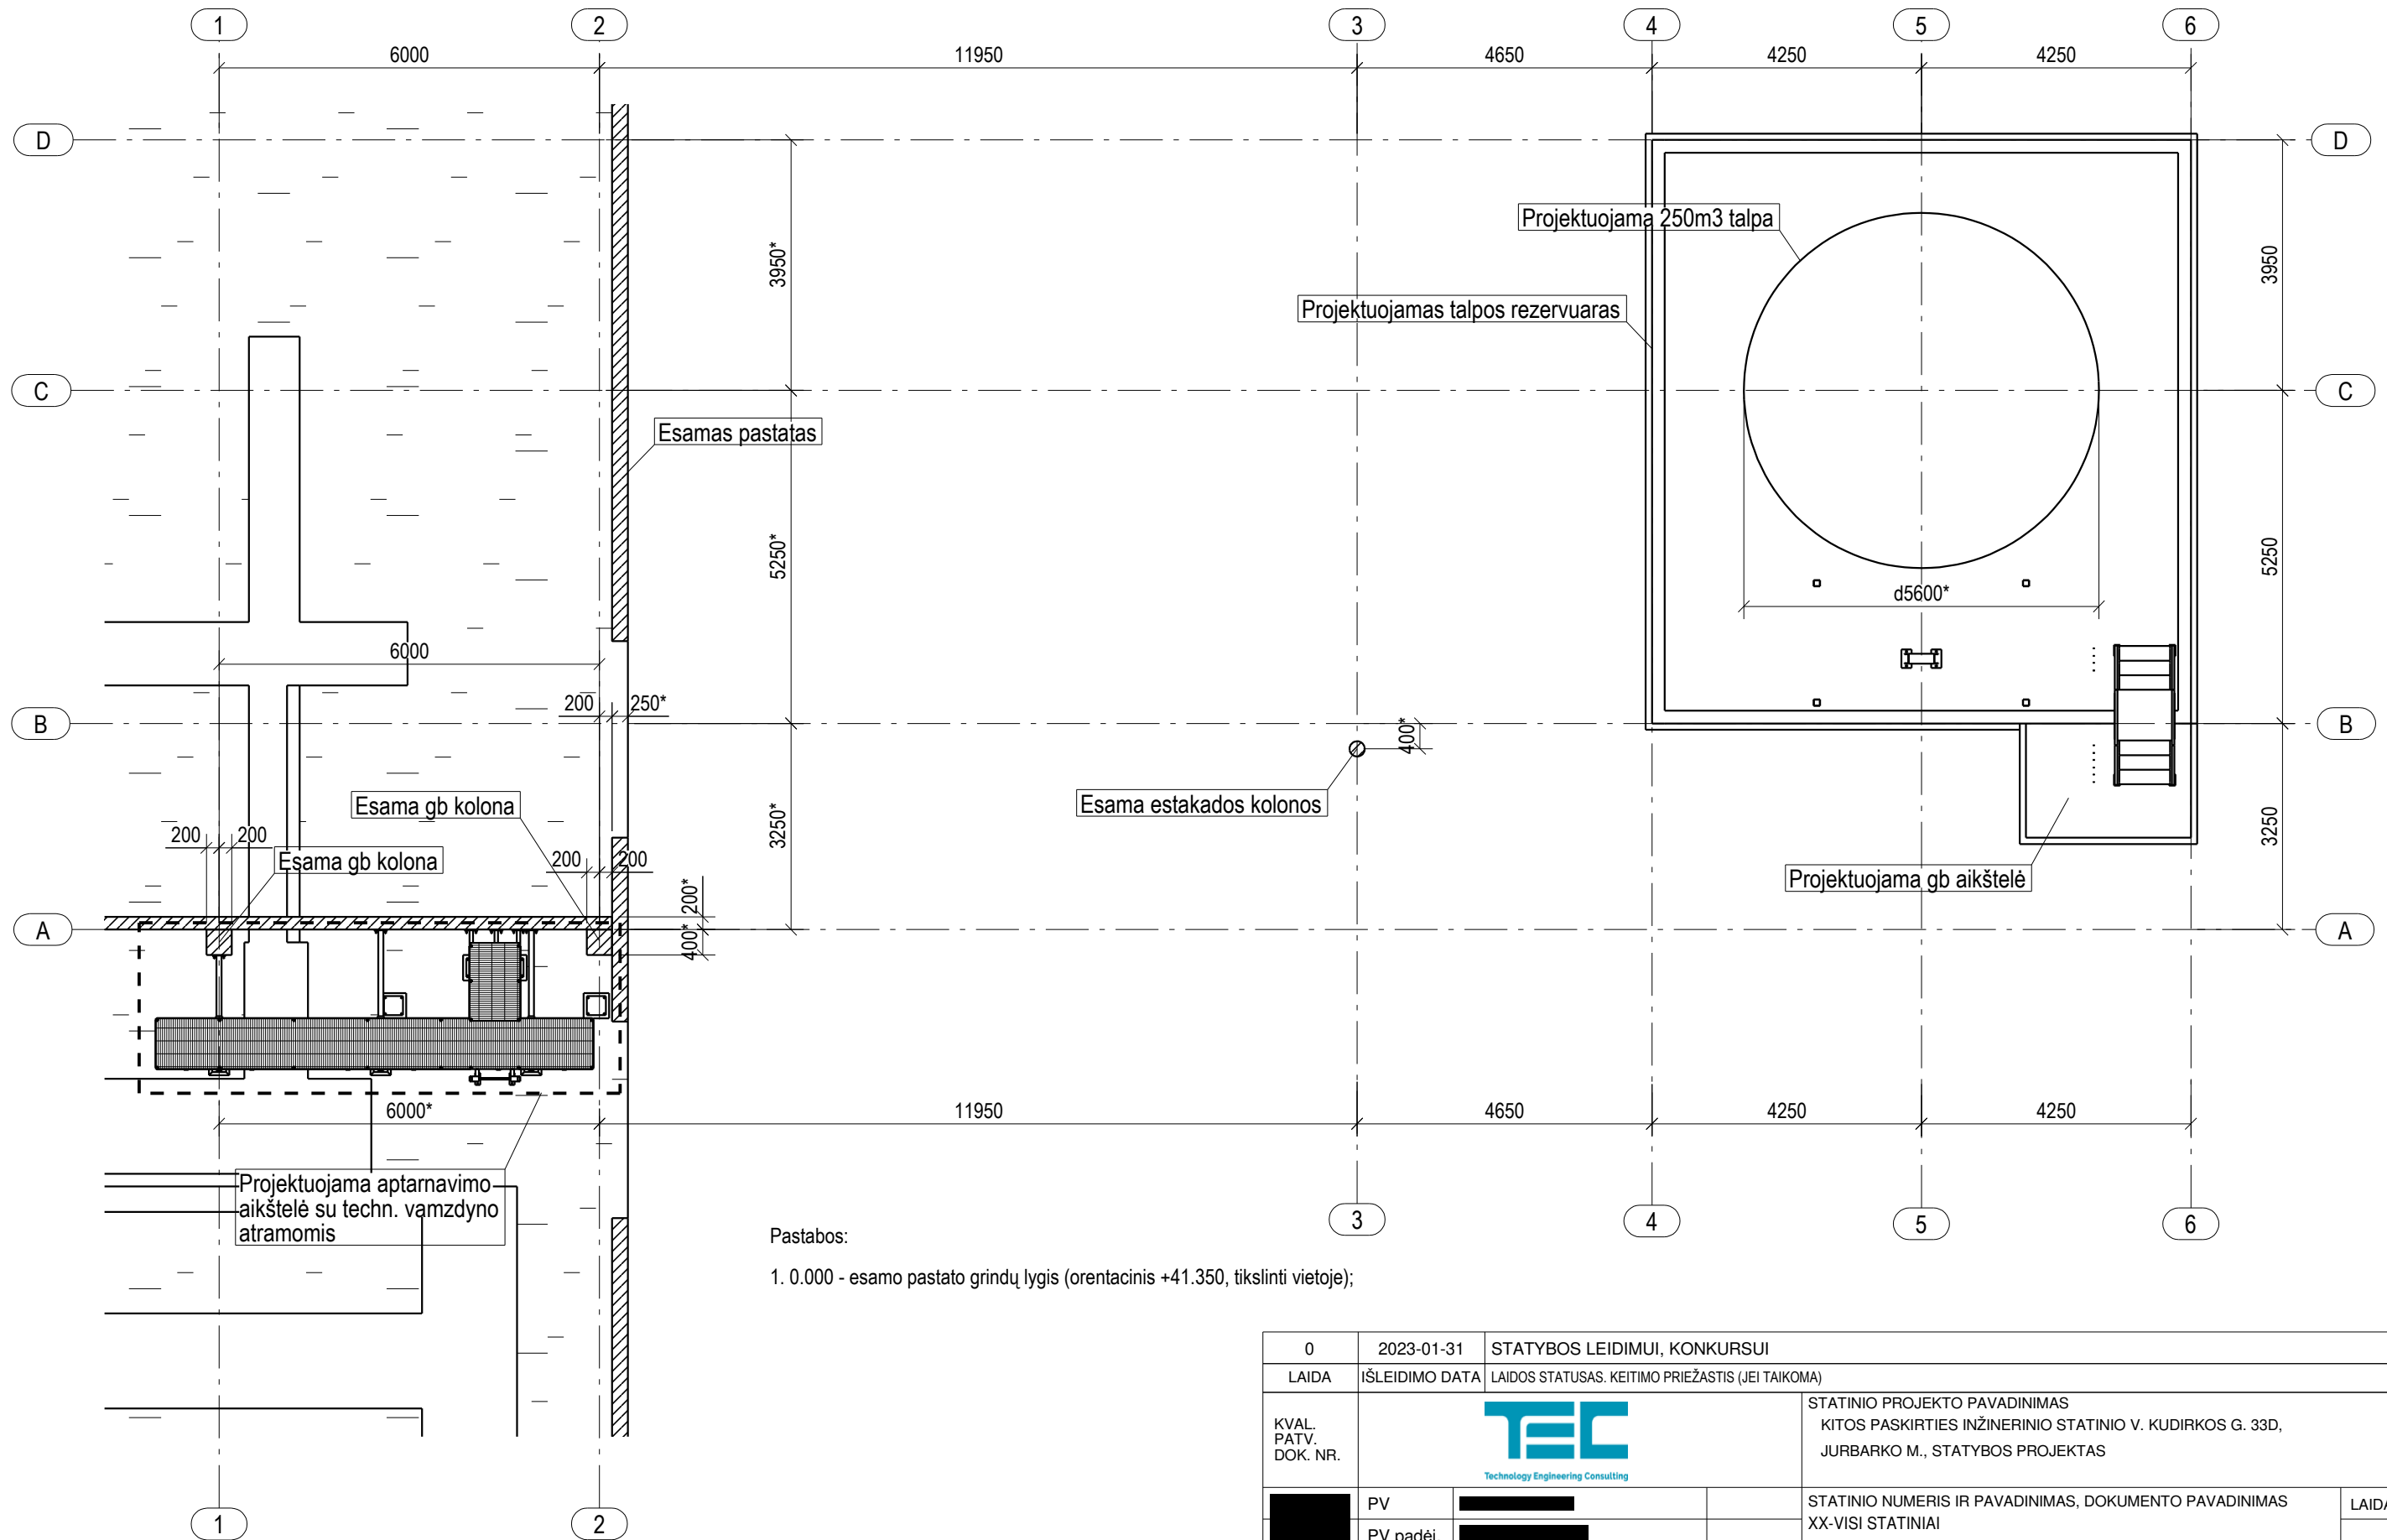 1
2
3
4
5
6
6000
11950
4650
4250
4250
D
D
Projektuojama 250m3 talpa
3950*
3950
Projektuojamas talpos rezervuaras
C
C
Esamas pastatas
5250*
5250
d5600*
6000
200
250*
B
B
400*
Esama gb kolona
Esama estakados kolonos
3250*
3250
200
200
Esama gb kolona
200
200
Projektuojama gb aikštelė
200*
A
A
400*
6000*
11950
4650
4250
4250
Projektuojama aptarnavimo
aikštelė su techn. vamzdyno
atramomis
3
4
5
6
Pastabos:
1. 0.000 - esamo pastato grindų lygis (orentacinis +41.350, tikslinti vietoje);
1
2
0
2023-01-31
STATYBOS LEIDIMUI, KONKURSUI
LAIDA
IŠLEIDIMO DATA
LAIDOS STATUSAS. KEITIMO PRIEŽASTIS (JEI TAIKOMA)
KVAL.
PATV.
DOK. NR.
TEC
Technology Engineering Consulting
STATINIO PROJEKTO PAVADINIMAS
KITOS PASKIRTIES INŽINERINIO STATINIO V. KUDIRKOS G. 33D,
JURBARKO M., STATYBOS PROJEKTAS
PV
PV padėj.
STATINIO NUMERIS IR PAVADINIMAS, DOKUMENTO PAVADINIMAS
XX-VISI STATINIAI
LAIDA